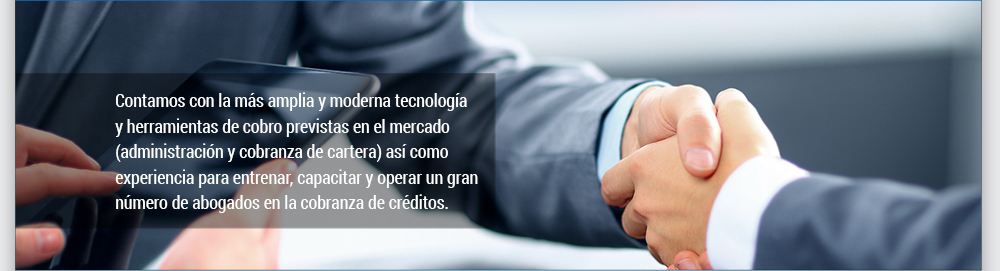 Contamos con la más amplia y moderna tecnología
y herramientas de cobro previstas en el mercado
(administración y cobranza de cartera) así como
experiencia para entrenar, capacitar y operar un gran
número de abogados en la cobranza de créditos.